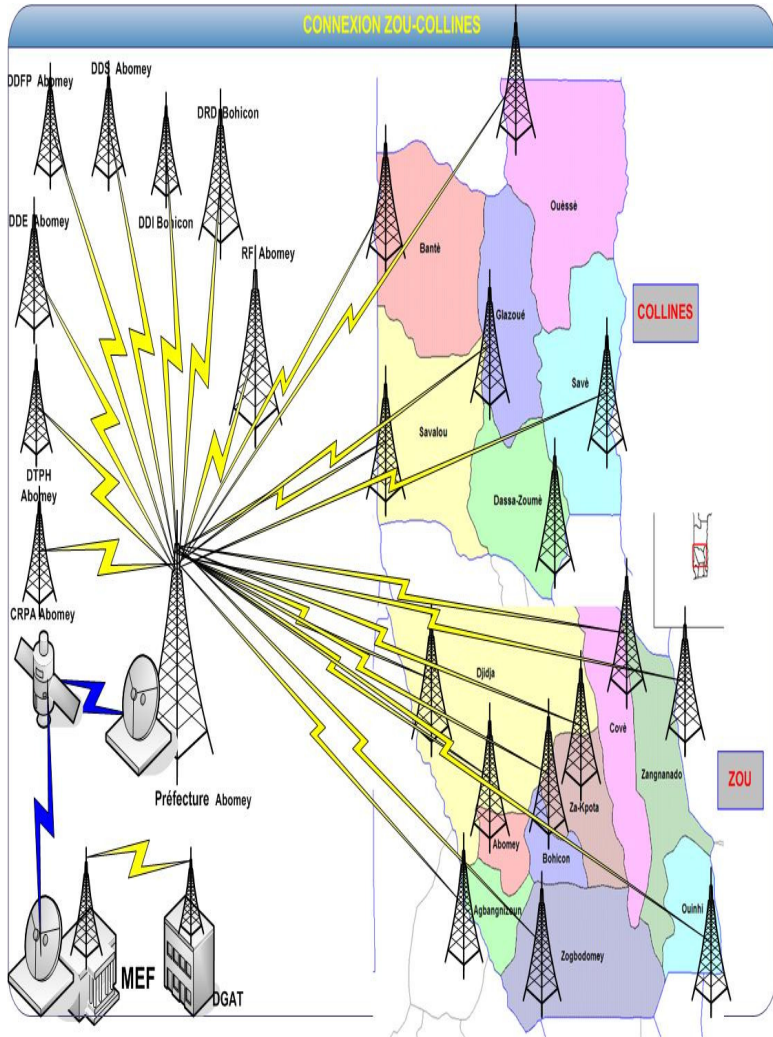 CONNEXION ZOU-COLLINES
DDFP Abomey
DDS Abomey
DRD Bohicon
DDI Bohicon
DDE Abomey
RFI Abomey
DTPH
Abomey
CRPA Abomey
Préfecture Abomey
MEF
DGAT
Ouèssè
Bantè
Glazoué
COLLINES
Savè
Savalou
Dassa-Zoumè
Djidja
Covè
Zangnanado
ZOU
Za-Kpota
Abomey
Bohicon
Agbangnizoun
Ouinhi
Zogbodomey